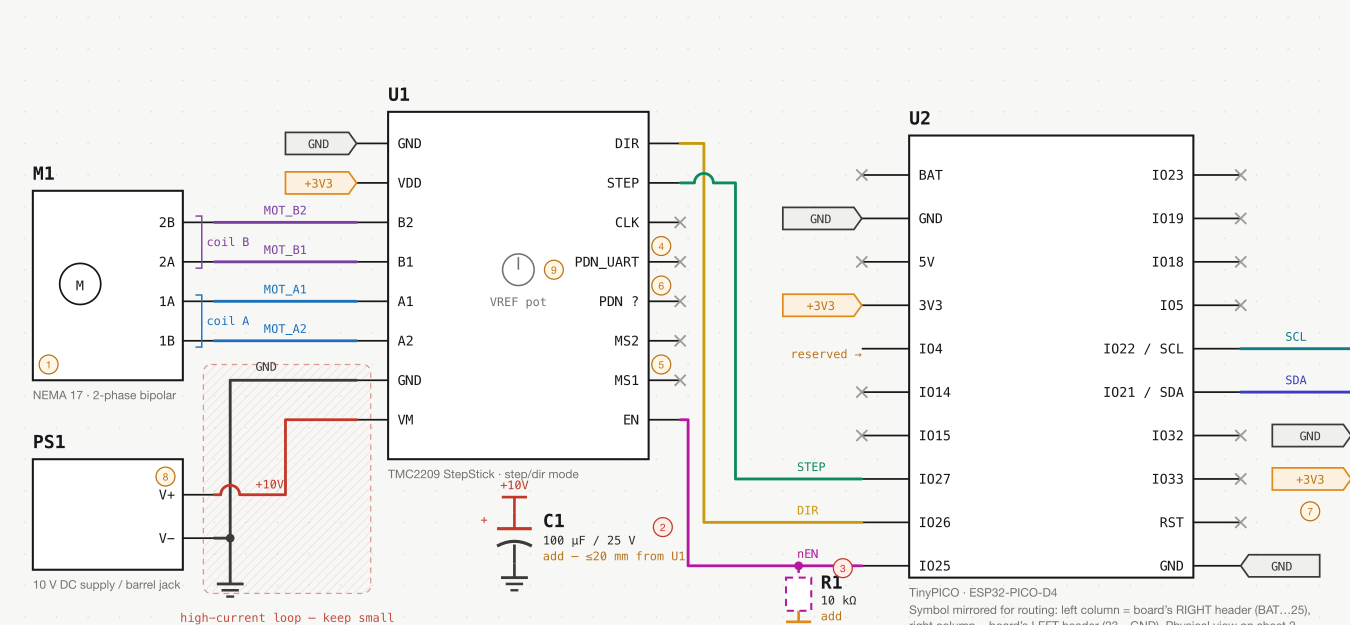 U1
U2
M1
GND
+3V3
GND
VDD
B2
B1
A1
A2
GND
VM
DIR
STEP
CLK
PDN_UART
PDN ?
MS2
MS1
EN
4
6
5
9
VREF pot
TMC2209 StepStick · step/dir mode
2B
2A
1A
1B
M
1
coil B
coil A
MOT_B2
MOT_B1
MOT_A1
MOT_A2
NEMA 17 · 2-phase bipolar
PS1
8
V+
V−
10 V DC supply / barrel jack
GND
+10V
high-current loop — keep small
+10V
+
C1
100 µF / 25 V
add — ≤20 mm from U1
2
STEP
DIR
nEN
3
R1
10 kΩ
add
GND
+3V3
reserved →
BAT
GND
5V
3V3
IO4
IO14
IO15
IO27
IO26
IO25
IO23
IO19
IO18
IO5
IO22 / SCL
IO21 / SDA
IO32
IO33
RST
GND
SCL
SDA
GND
+3V3
7
GND
TinyPICO · ESP32-PICO-D4
Symbol mirrored for routing: left column = board's RIGHT header (BAT…25),